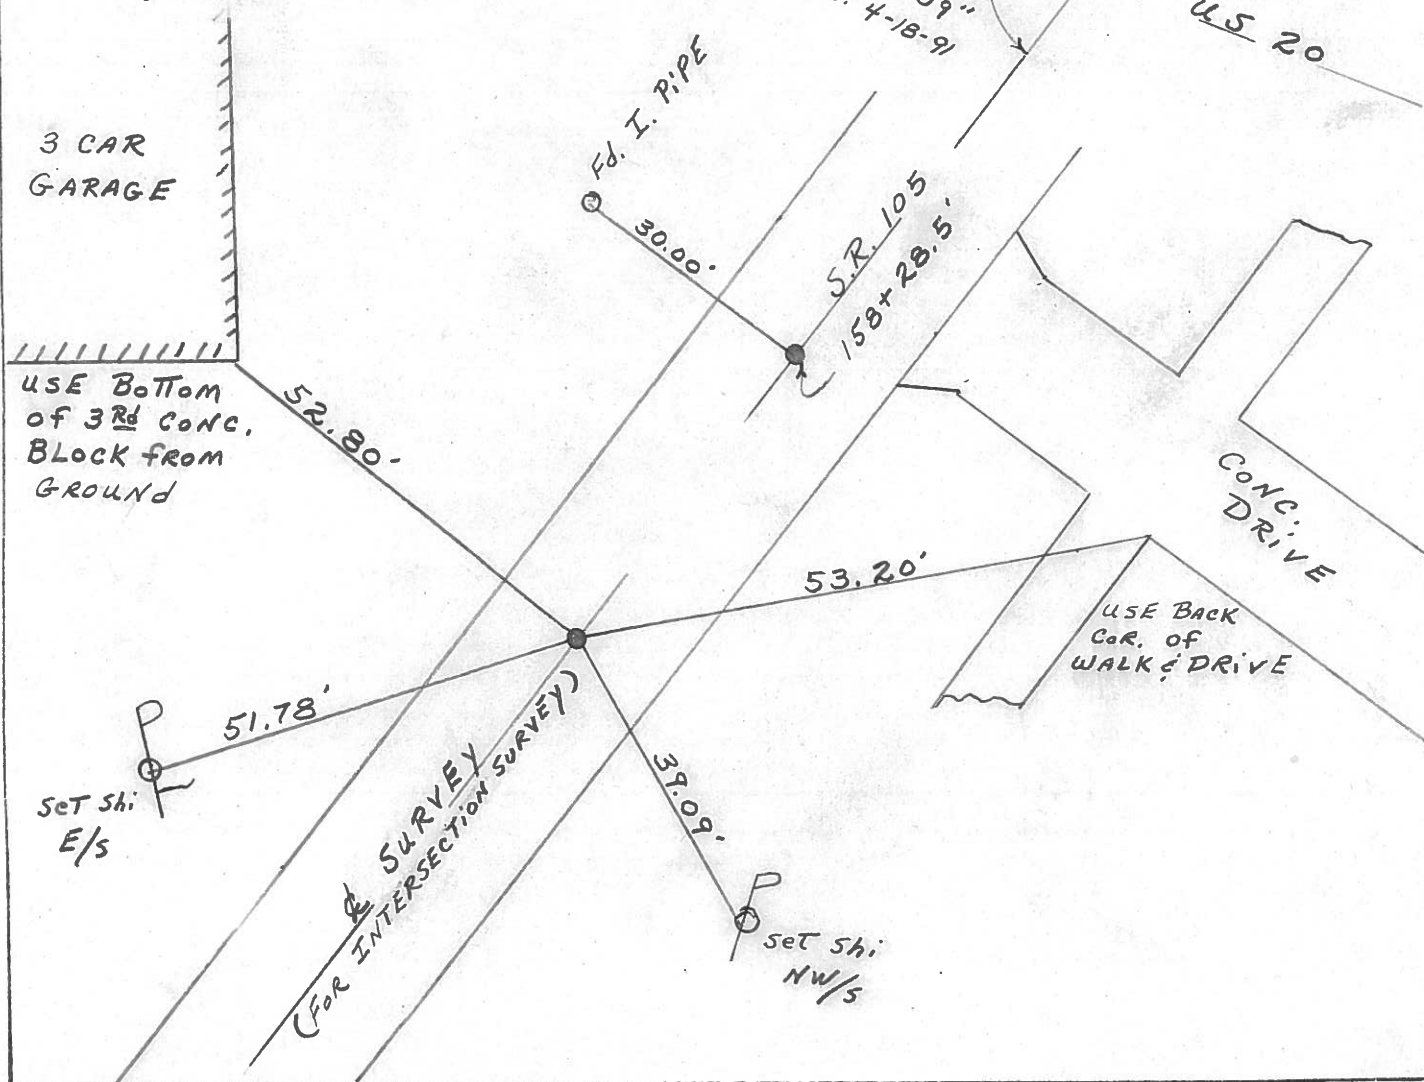 09"
4-18-91
US 20
3 CAR
GARAGE
Fd. I. PiPE
30.00'
S.R. 105
158+28.5'
USE BoTTom
of 3Rd CoNC.
BLoCK from
GROUNd
52.80'
CONC.
DRiVE
53.20'
USE BACK
CoR. of
WALK & DRiVE
51.78'
SeT Shi
E/S
39.09'
℄ SURVEY
(FoR INTERSECTiON SURVEY)
SeT Shi
NW/S